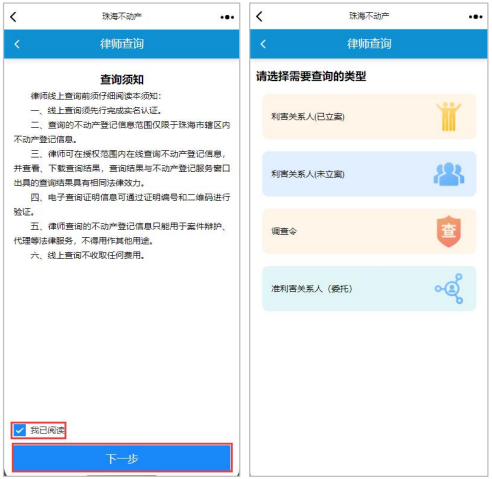 珠海不动产
律师查询
查询须知
律师线上查询前须仔细阅读本须知：
一、线上查询须先行完成实名认证。
二、查询的不动产登记信息范围仅限于珠海市辖区内
不动产登记信息。
三、律师可在授权范围内在线查询不动产登记信息，
并查看、下载查询结果，查询结果与不动产登记服务窗口
出具的查询结果具有相同法律效力。
四、电子查询证明信息可通过证明编号和二维码进行
验证。
五、律师查询的不动产登记信息只能用于案件辩护、
代理等法律服务，不得用作其他用途。
六、线上查询不收取任何费用。
我已阅读
下一步
珠海不动产
律师查询
请选择需要查询的类型
利害关系人(已立案)
利害关系人(未立案)
调查令
查
准利害关系人（委托）